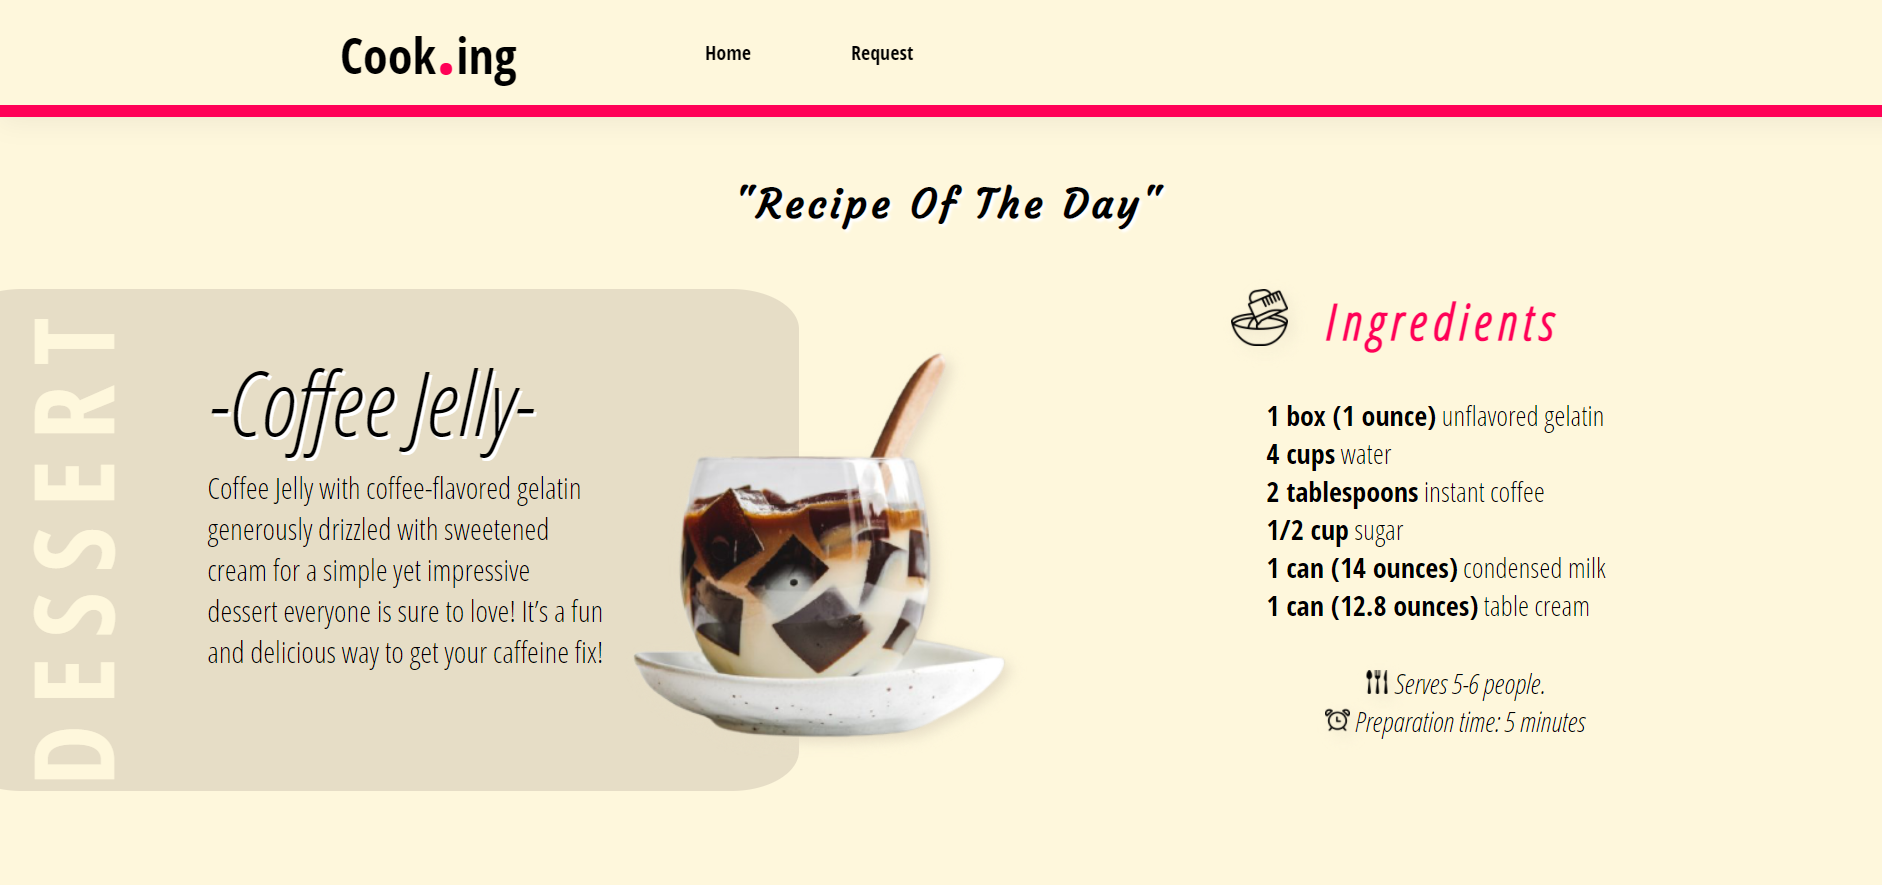 Cook.ing
Home
Request
"Recipe Of The Day"
DESSERT
-Coffee Jelly-
Coffee Jelly with coffee-flavored gelatin
generously drizzled with sweetened
cream for a simple yet impressive
dessert everyone is sure to love! It’s a fun
and delicious way to get your caffeine fix!
Ingredients
1 box (1 ounce) unflavored gelatin
4 cups water
2 tablespoons instant coffee
1/2 cup sugar
1 can (14 ounces) condensed milk
1 can (12.8 ounces) table cream
Serves 5-6 people.
Preparation time: 5 minutes